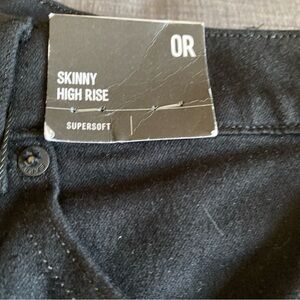 OR
SKINNY
HIGH RISE
SUPERSOFT